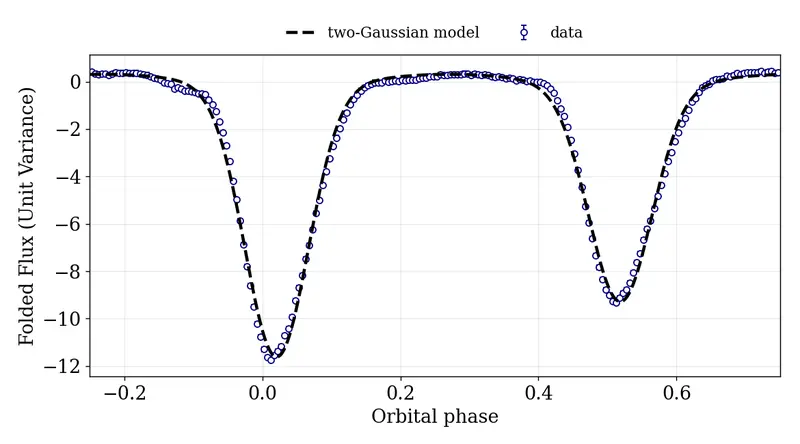 two-Gaussian model data
0
−2
−4
−6
−8
−10
−12
Folded Flux (Unit Variance)
−0.2 0.0 0.2 0.4 0.6
Orbital phase